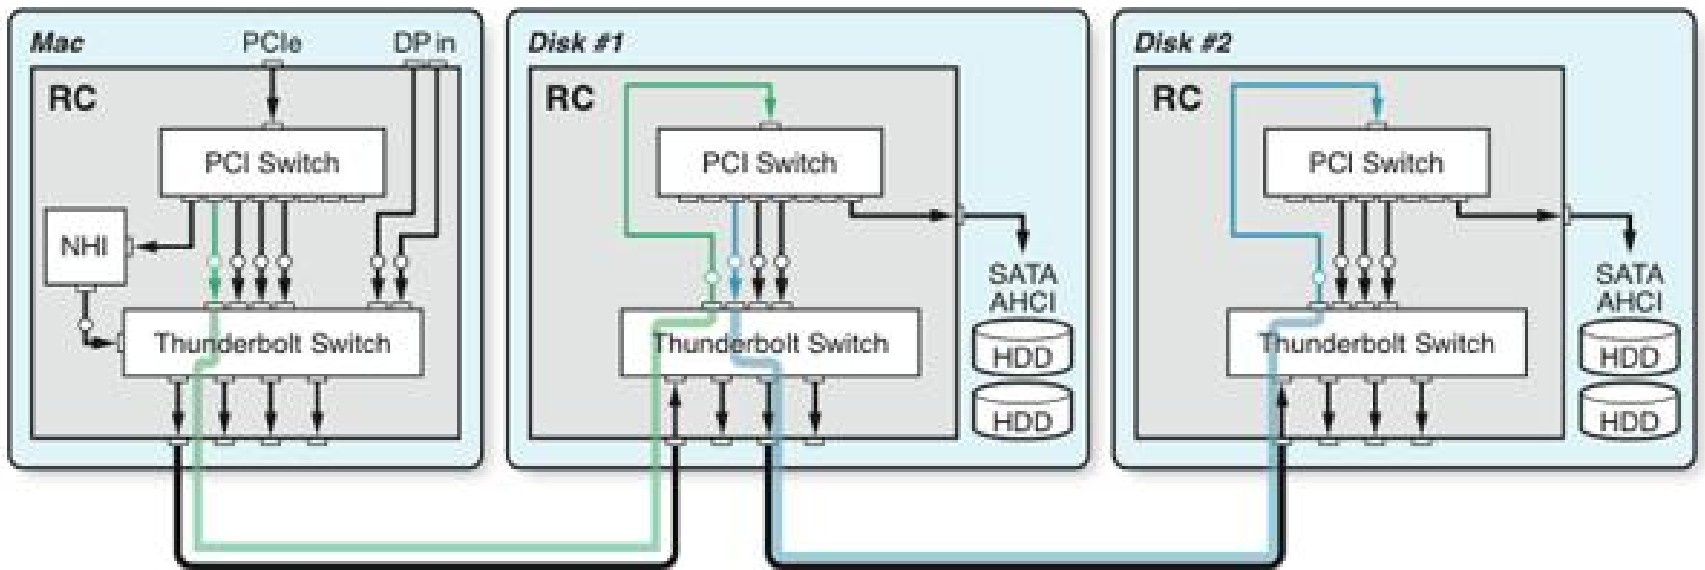 Mac
PCIe
DP in
RC
PCI Switch
NHI
Thunderbolt Switch
Disk #1
RC
PCI Switch
Thunderbolt Switch
SATA
AHCI
HDD
HDD
Disk #2
RC
PCI Switch
Thunderbolt Switch
SATA
AHCI
HDD
HDD